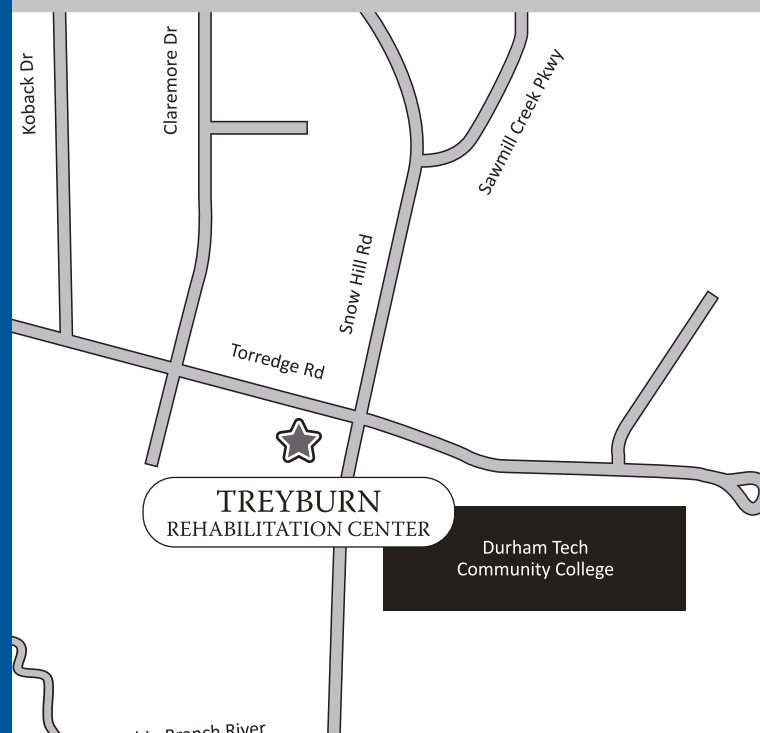 Koback Dr
Claremore Dr
Sawmill Creek Pkwy
Snow Hill Rd
Torredge Rd
TREYBURN
REHABILITATION CENTER
Durham Tech
Community College
Branch River